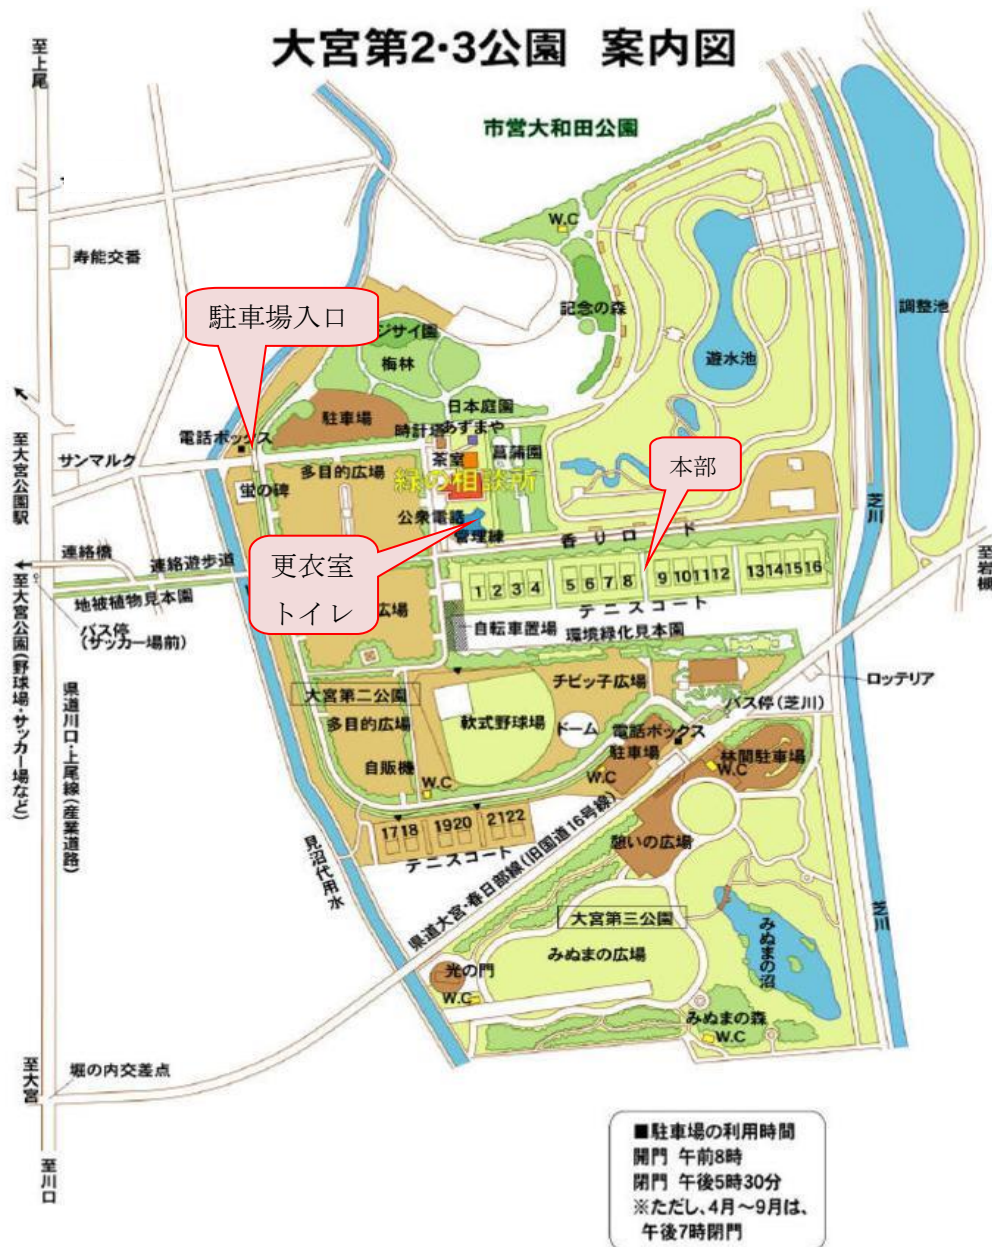 大宮第2・3公園 案内図
至上尾
市営大和田公園
W.C
寿能交番
記念の森
調整池
駐車場入口
ジサイ園
梅林
遊水池
日本庭園
駐車場
時計塔
あずまや
電話ボックス
至大宮公園駅
サンマルク
多目的広場
茶室
菖蒲園
本部
緑の相談所
蛍の碑
公衆電話
管理棟
香りロード
芝川
至岩槻
連絡橋
連絡遊歩道
更衣室
トイレ
地被植物見本園
1 2 3 4 5 6 7 8 9 10 11 12 13 14 15 16
テニスコート
広場
自転車置場
環境緑化見本園
バス停
(サッカー場前)
至大宮公園(野球場・サッカー場など)
県道川口・上尾線(産業道路)
ロッテリア
チビッ子広場
大宮第二公園
バス停(芝川)
多目的広場
軟式野球場
ドーム
電話ボックス
駐車場
林間駐車場
自販機
W.C
W.C
W.C
17 18 19 20 21 22
テニスコート
憩いの広場
見沼代用水
県道大宮・春日部線(旧国道16号線)
大宮第三公園
みぬまの広場
みぬまの沼
芝川
光の門
W.C
みぬまの森
W.C
至大宮
堀の内交差点
至川口
■駐車場の利用時間
開門 午前8時
閉門 午後5時30分
※ただし、4月～9月は、
午後7時閉門